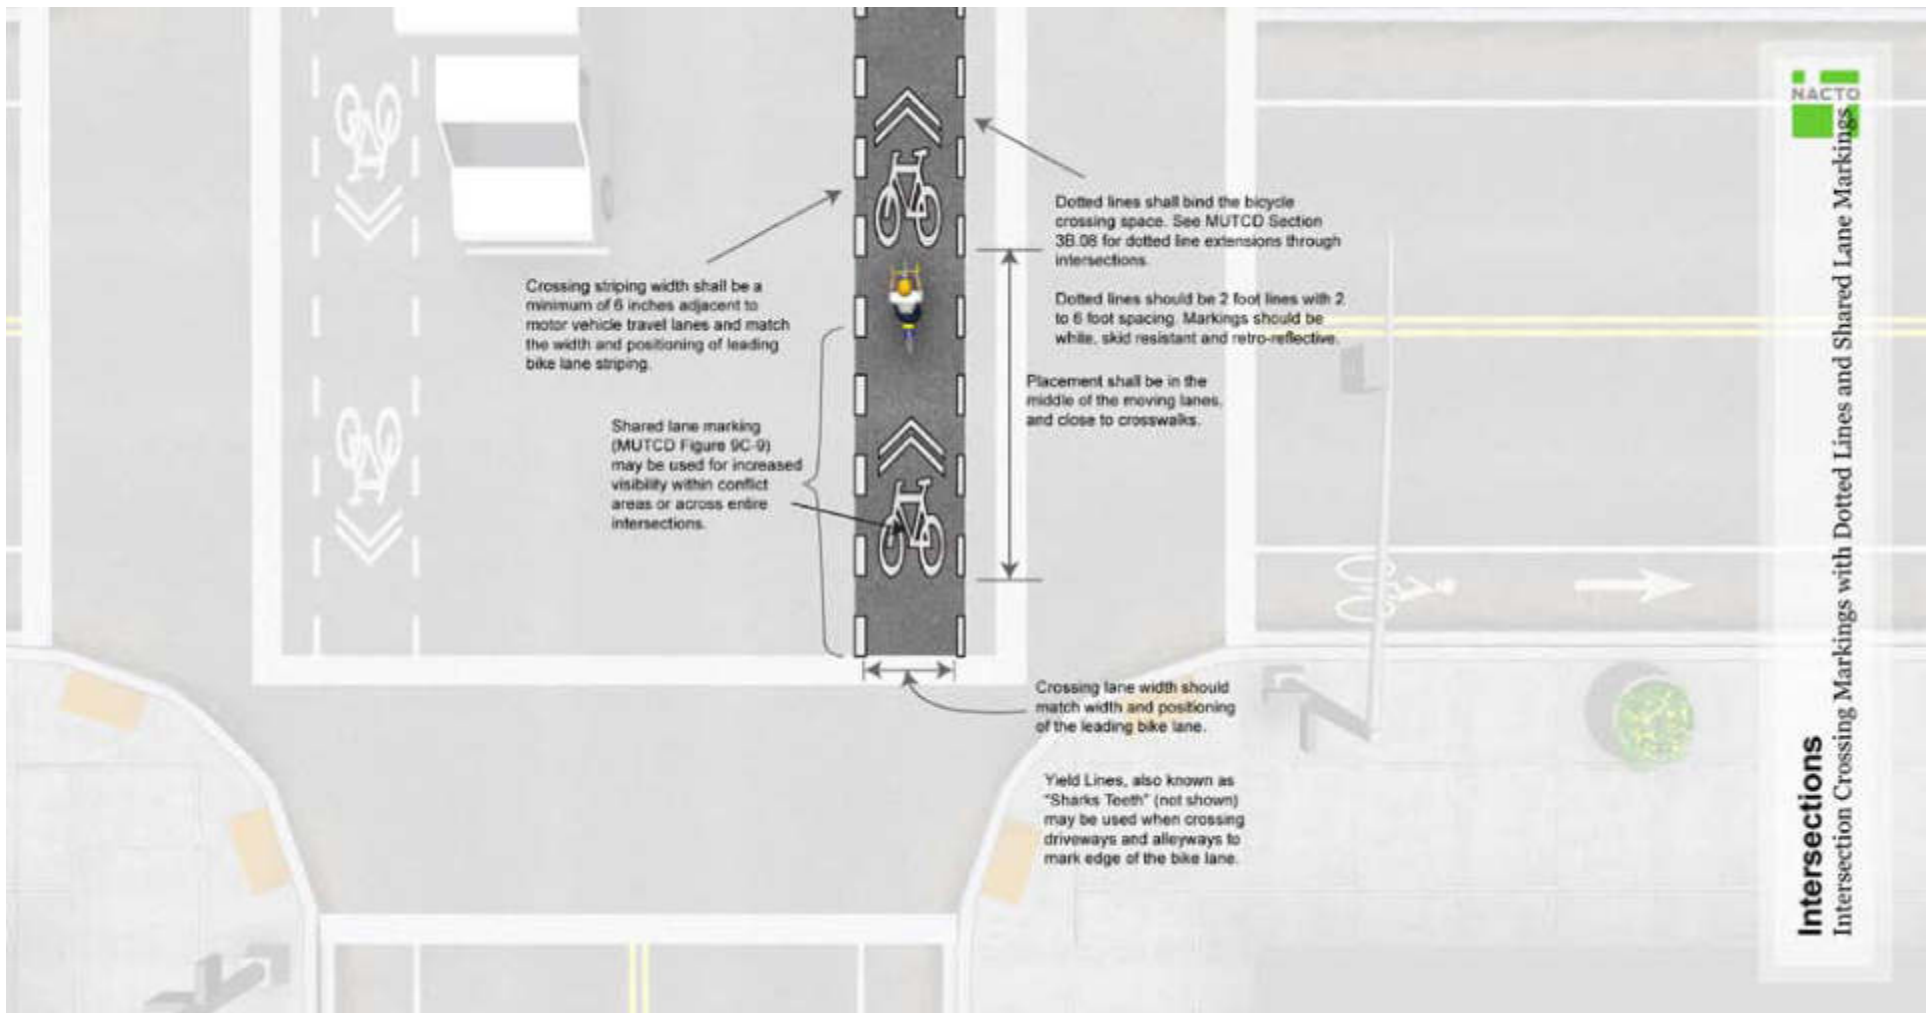 NACTO
Intersections
Intersection Crossing Markings with Dotted Lines and Shared Lane Markings
Dotted lines shall bind the bicycle
crossing space. See MUTCD Section
3B.08 for dotted line extensions through
intersections.
Dotted lines should be 2 foot lines with 2
to 6 foot spacing. Markings should be
white, skid resistant and retro-reflective.
Crossing striping width shall be a
minimum of 6 inches adjacent to
motor vehicle travel lanes and match
the width and positioning of leading
bike lane striping.
Placement shall be in the
middle of the moving lanes,
and close to crosswalks.
Shared lane marking
(MUTCD Figure 9C-9)
may be used for increased
visibility within conflict
areas or across entire
intersections.
Crossing lane width should
match width and positioning
of the leading bike lane.
Yield Lines, also known as
"Sharks Teeth" (not shown)
may be used when crossing
driveways and alleyways to
mark edge of the bike lane.